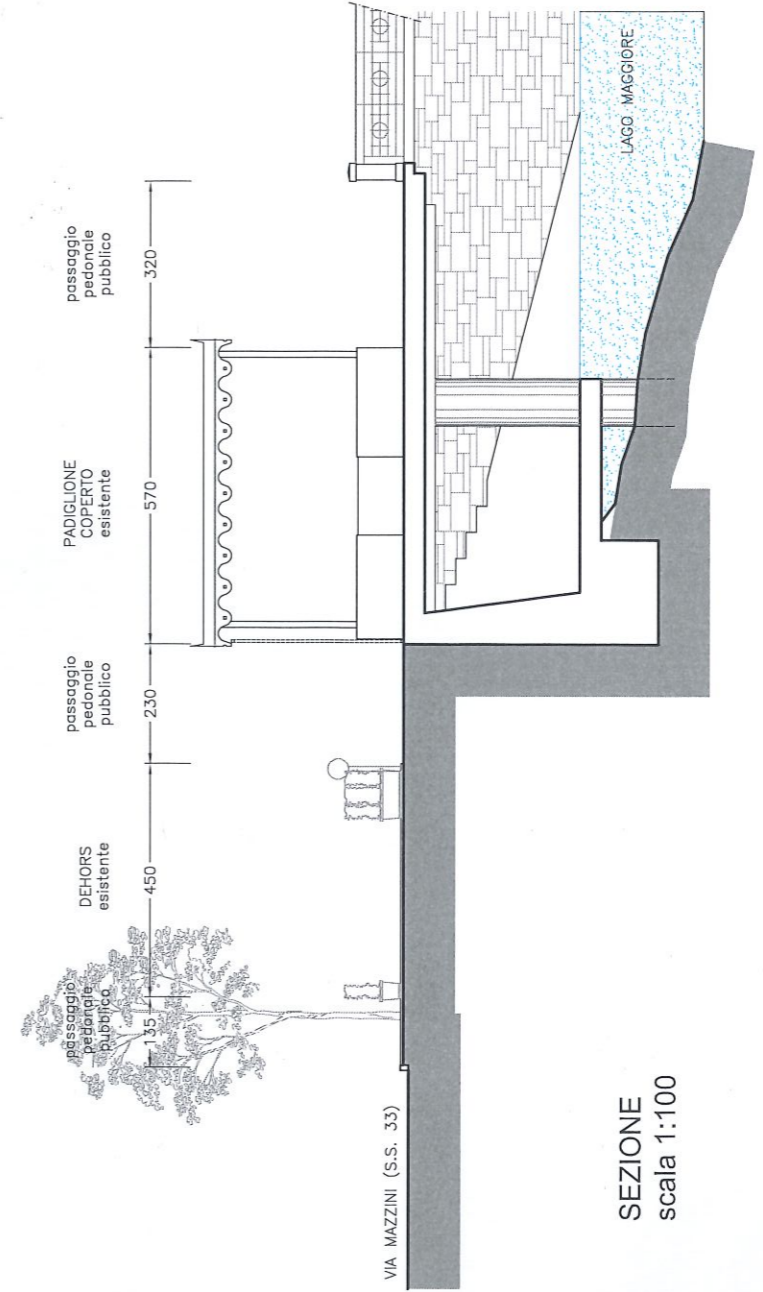 passaggio
pedonale
pubblico
135
DEHORS
esistente
450
passaggio
pedonale
pubblico
230
PADIGLIONE
COPERTO
esistente
570
passaggio
pedonale
pubblico
320
VIA MAZZINI (S.S. 33)
LAGO MAGGIORE
SEZIONE
scala 1:100